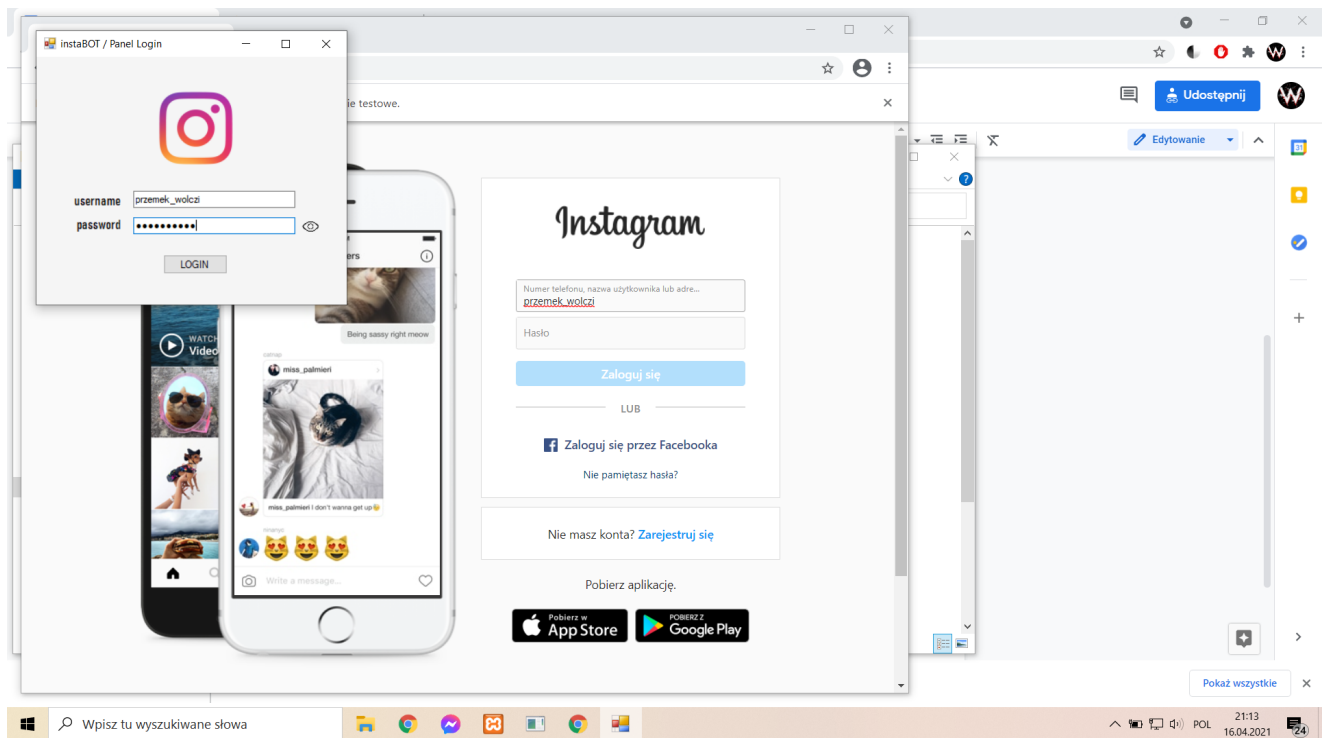 instaBOT / Panel Login
ie testowe.
Udostępnij
Edytowanie
31
username przemek_wolczi
password ••••••••••
LOGIN
Instagram
Numer telefonu, nazwa użytkownika lub adre...
przemek_wolczi
Hasło
Zaloguj się
LUB
Zaloguj się przez Facebooka
Nie pamiętasz hasła?
Nie masz konta? Zarejestruj się
Pobierz aplikację.
Pobierz w
App Store
POBIERZ Z
Google Play
ers
Being sassy right meow
WATCH
Video
catnap
miss_palmieri
miss_palmieri I don't wanna get up
Write a message...
Pokaż wszystkie
Wpisz tu wyszukiwane słowa
POL
21:13
16.04.2021
24